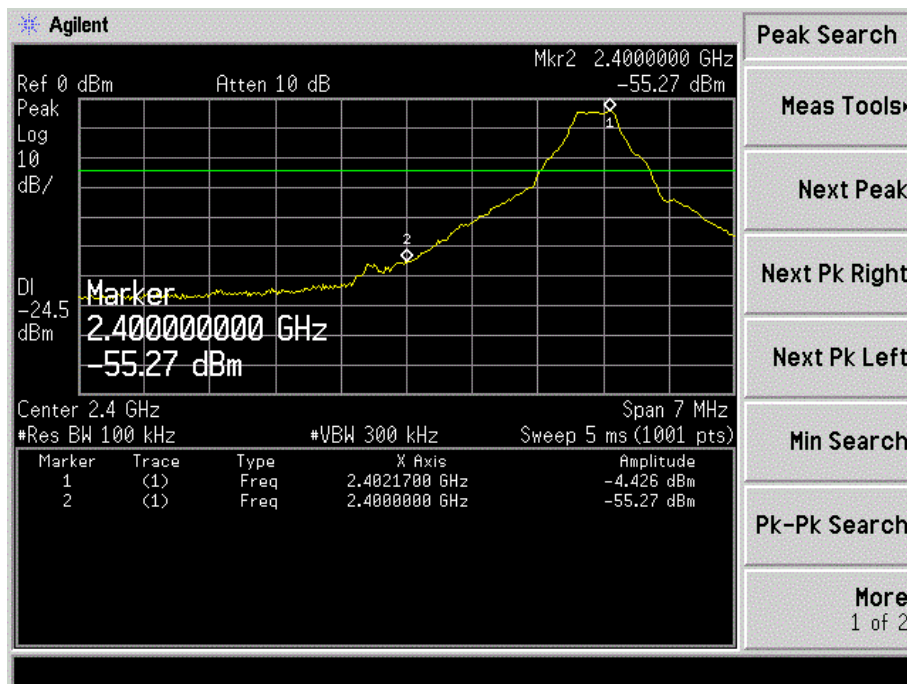 Agilent
Peak Search
Mkr2 2.4000000 GHz
Ref 0 dBm Atten 10 dB -55.27 dBm
Peak
Log
10
dB/
1
2
DI
-24.5
dBm
Marker
2.400000000 GHz
-55.27 dBm
Center 2.4 GHz Span 7 MHz
#Res BW 100 kHz #VBW 300 kHz Sweep 5 ms (1001 pts)
Marker Trace Type X Axis Amplitude
1 (1) Freq 2.4021700 GHz -4.426 dBm
2 (1) Freq 2.4000000 GHz -55.27 dBm
Meas Tools
Next Peak
Next Pk Right
Next Pk Left
Min Search
Pk-Pk Search
More
1 of 2